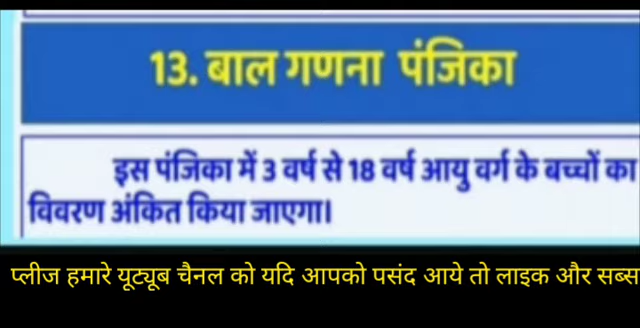 13. बाल गणना पंजिका
इस पंजिका में 3 वर्ष से 18 वर्ष आयु वर्ग के बच्चों का
विवरण अंकित किया जाएगा।
प्लीज हमारे यूट्यूब चैनल को यदि आपको पसंद आये तो लाइक और सब्स